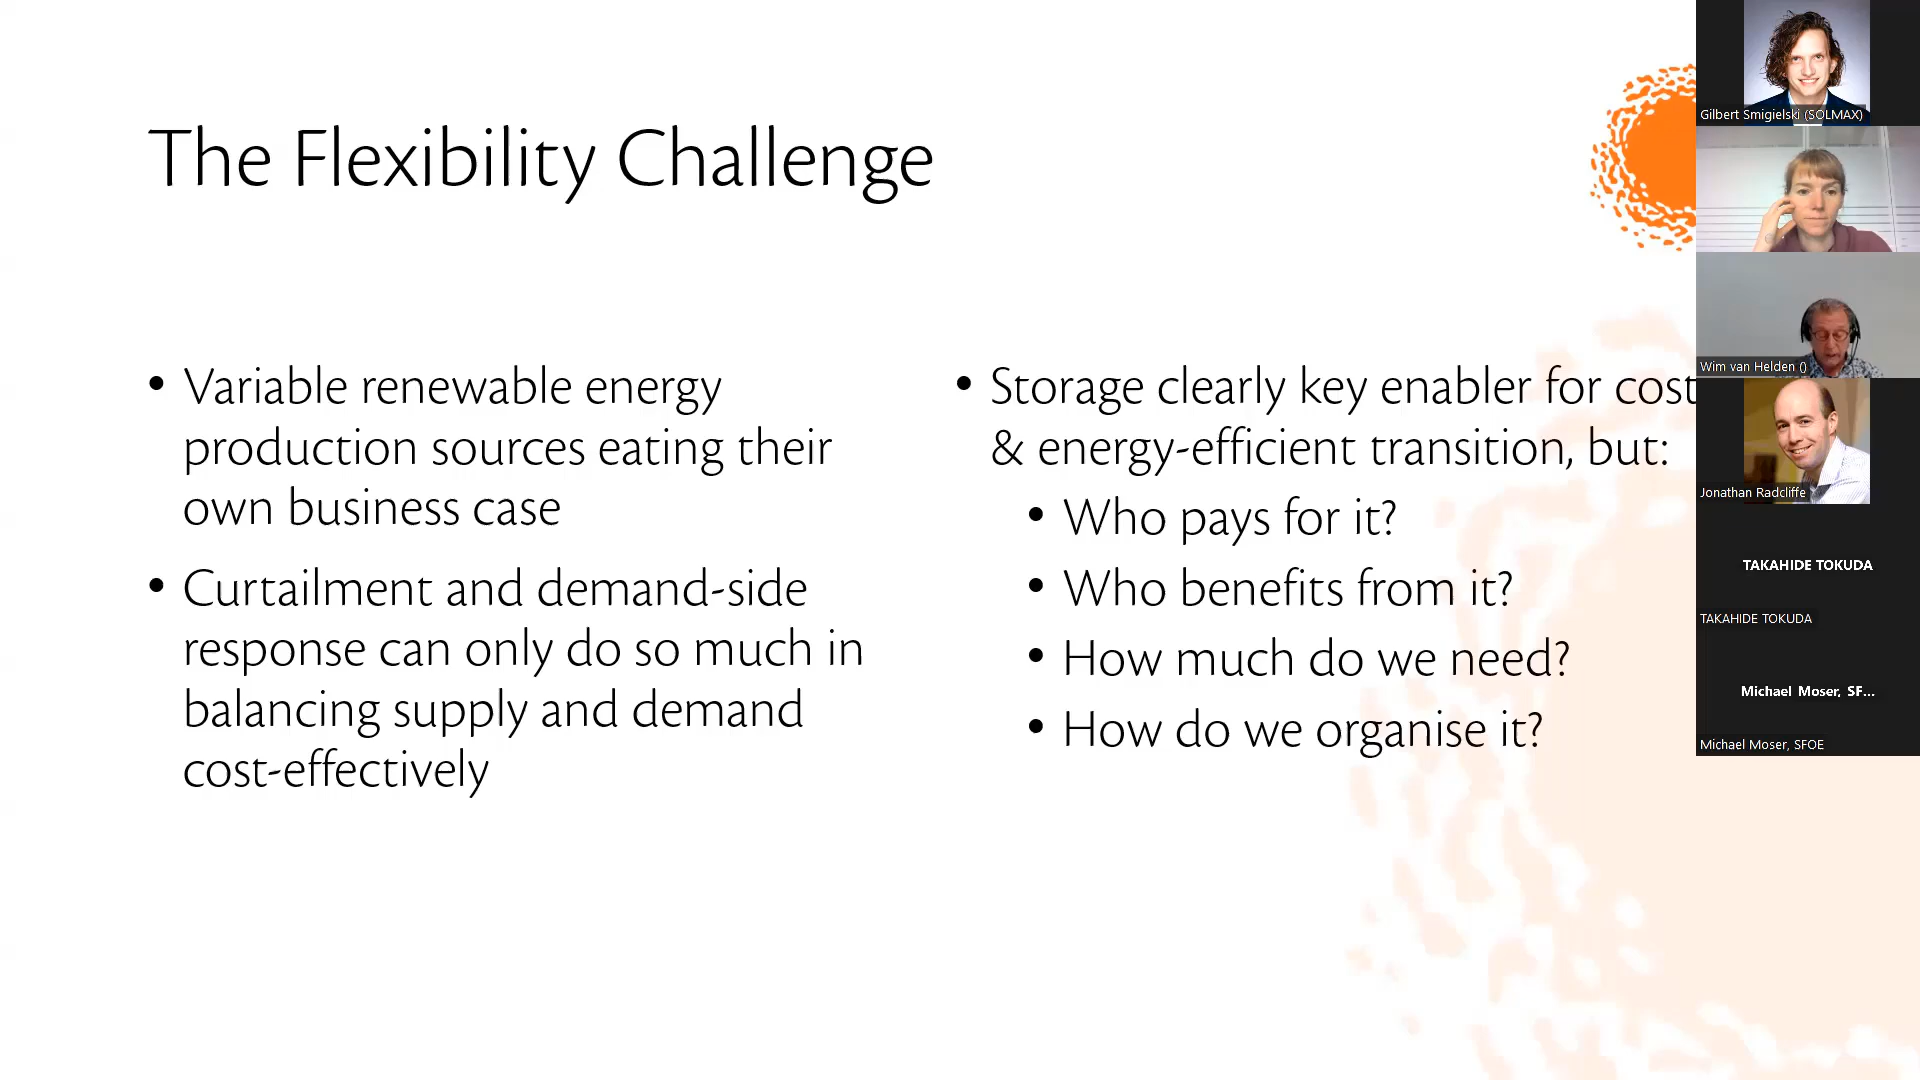 The Flexibility Challenge
• Variable renewable energy
production sources eating their
own business case
• Curtailment and demand-side
response can only do so much in
balancing supply and demand
cost-effectively
• Storage clearly key enabler for cost
& energy-efficient transition, but:
• Who pays for it?
• Who benefits from it?
• How much do we need?
• How do we organise it?
Gilbert Smigielski (SOLMAX)
Wim van Helden ()
Jonathan Radcliffe
TAKAHIDE TOKUDA
TAKAHIDE TOKUDA
Michael Moser, SF...
Michael Moser, SFOE